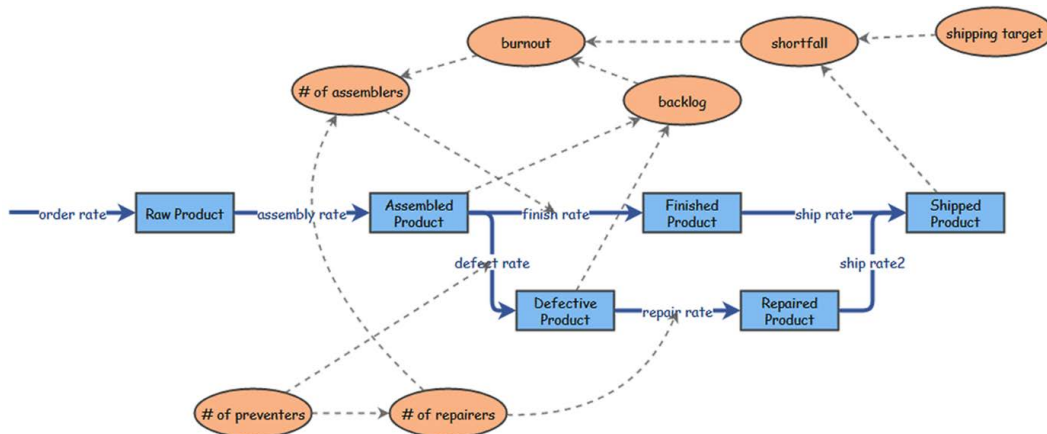 burnout
shortfall
shipping target
# of assemblers
backlog
order rate
Raw Product
assembly rate
Assembled
Product
finish rate
Finished
Product
ship rate
Shipped
Product
defect rate
ship rate2
Defective
Product
repair rate
Repaired
Product
# of preventers
# of repairers